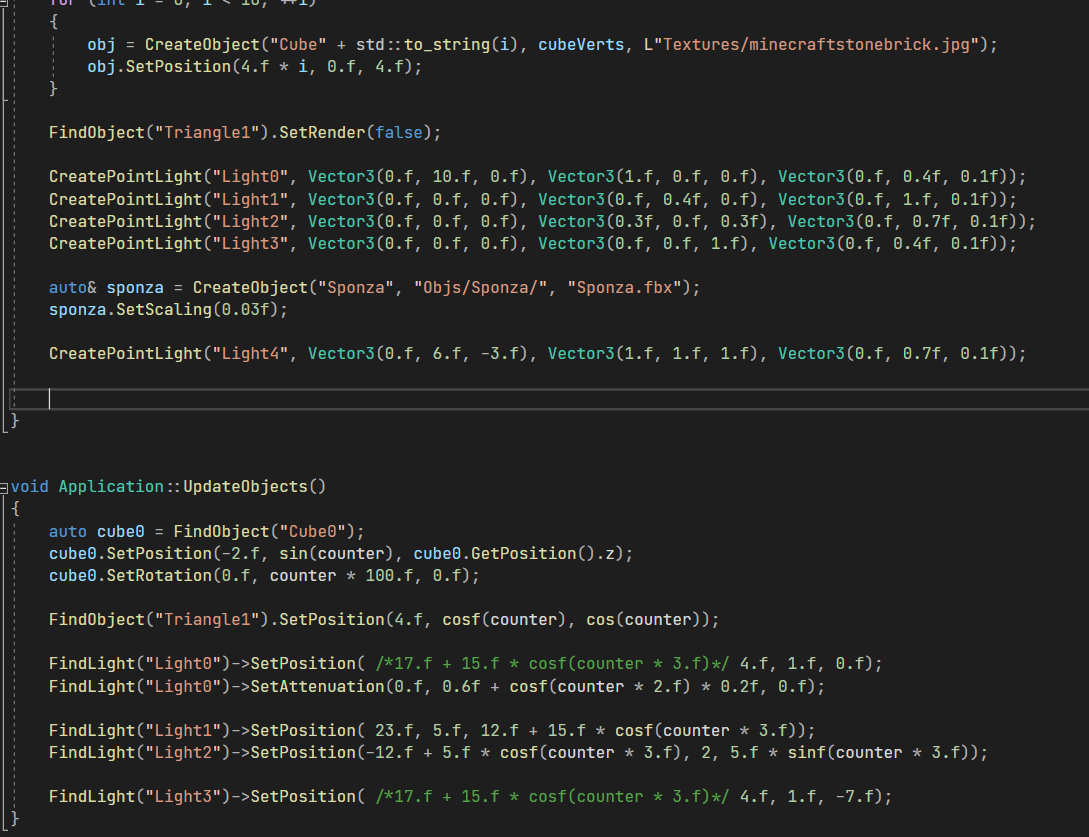 for (int i = 0; i < 10; ++i)
{
obj = CreateObject("Cube" + std::to_string(i), cubeVerts, L"Textures/minecraftstonebrick.jpg");
obj.SetPosition(4.f * i, 0.f, 4.f);
}
FindObject("Triangle1").SetRender(false);
CreatePointLight("Light0", Vector3(0.f, 10.f, 0.f), Vector3(1.f, 0.f, 0.f), Vector3(0.f, 0.4f, 0.1f));
CreatePointLight("Light1", Vector3(0.f, 0.f, 0.f), Vector3(0.f, 0.4f, 0.f), Vector3(0.f, 1.f, 0.1f));
CreatePointLight("Light2", Vector3(0.f, 0.f, 0.f), Vector3(0.3f, 0.f, 0.3f), Vector3(0.f, 0.7f, 0.1f));
CreatePointLight("Light3", Vector3(0.f, 0.f, 0.f), Vector3(0.f, 0.f, 1.f), Vector3(0.f, 0.4f, 0.1f));
auto& sponza = CreateObject("Sponza", "Objs/Sponza/", "Sponza.fbx");
sponza.SetScaling(0.03f);
CreatePointLight("Light4", Vector3(0.f, 6.f, -3.f), Vector3(1.f, 1.f, 1.f), Vector3(0.f, 0.7f, 0.1f));
}
void Application::UpdateObjects()
{
auto cube0 = FindObject("Cube0");
cube0.SetPosition(-2.f, sin(counter), cube0.GetPosition().z);
cube0.SetRotation(0.f, counter * 100.f, 0.f);
FindObject("Triangle1").SetPosition(4.f, cosf(counter), cos(counter));
FindLight("Light0")->SetPosition( /*17.f + 15.f * cosf(counter * 3.f)*/ 4.f, 1.f, 0.f);
FindLight("Light0")->SetAttenuation(0.f, 0.6f + cosf(counter * 2.f) * 0.2f, 0.f);
FindLight("Light1")->SetPosition( 23.f, 5.f, 12.f + 15.f * cosf(counter * 3.f));
FindLight("Light2")->SetPosition(-12.f + 5.f * cosf(counter * 3.f), 2, 5.f * sinf(counter * 3.f));
FindLight("Light3")->SetPosition( /*17.f + 15.f * cosf(counter * 3.f)*/ 4.f, 1.f, -7.f);
}